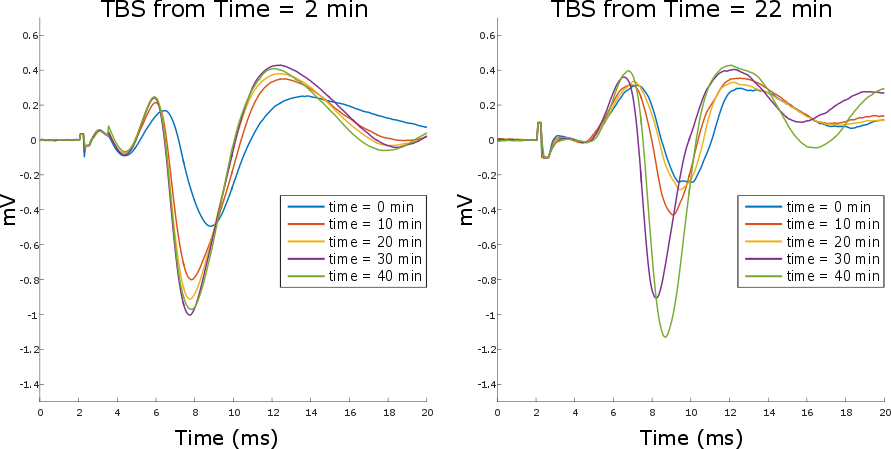 TBS from Time = 2 min
0.6
0.4
0.2
0
-0.2
-0.4
-0.6
-0.8
-1
-1.2
-1.4
mV
0 2 4 6 8 10 12 14 16 18 20
Time (ms)
time = 0 min
time = 10 min
time = 20 min
time = 30 min
time = 40 min
TBS from Time = 22 min
0.6
0.4
0.2
0
-0.2
-0.4
-0.6
-0.8
-1
-1.2
-1.4
mV
0 2 4 6 8 10 12 14 16 18 20
Time (ms)
time = 0 min
time = 10 min
time = 20 min
time = 30 min
time = 40 min